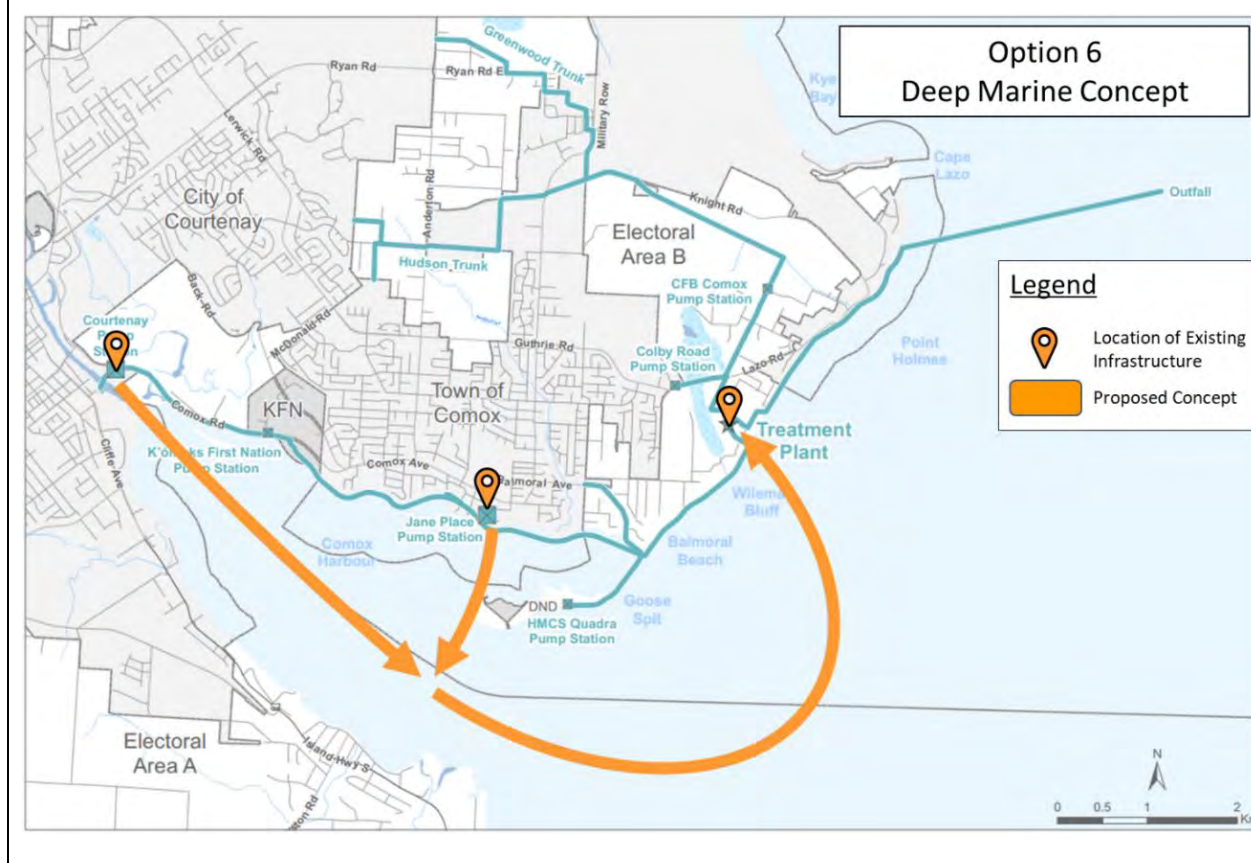 Option 6
Deep Marine Concept
Greenwood Trunk
Ryan Rd
Ryan Rd E
Military Row
Lerwick Rd
Kye
Bay
Cape
Lazo
Outfall
City of
Courtenay
Anderton Rd
Knight Rd
Electoral
Area B
Hudson Trunk
CFB Comox
Pump Station
Back Rd
McDonald Rd
Courtenay
Station
Guthrie Rd
Colby Road
Pump Station
Lazo Rd
Point
Holmes
Legend
Location of Existing
Infrastructure
Proposed Concept
Town of
Comox
KFN
Comox Rd
Treatment
Plant
Pump Station
Cliffe Ave
Comox Ave
Balmoral Ave
Bluff
Jane Place
Pump Station
Comox
Harbour
Balmoral
Beach
Goose
Spit
DND
HMCS Quadra
Pump Station
Electoral
Area A
Island Hwy S
N
0 0.5 1 2